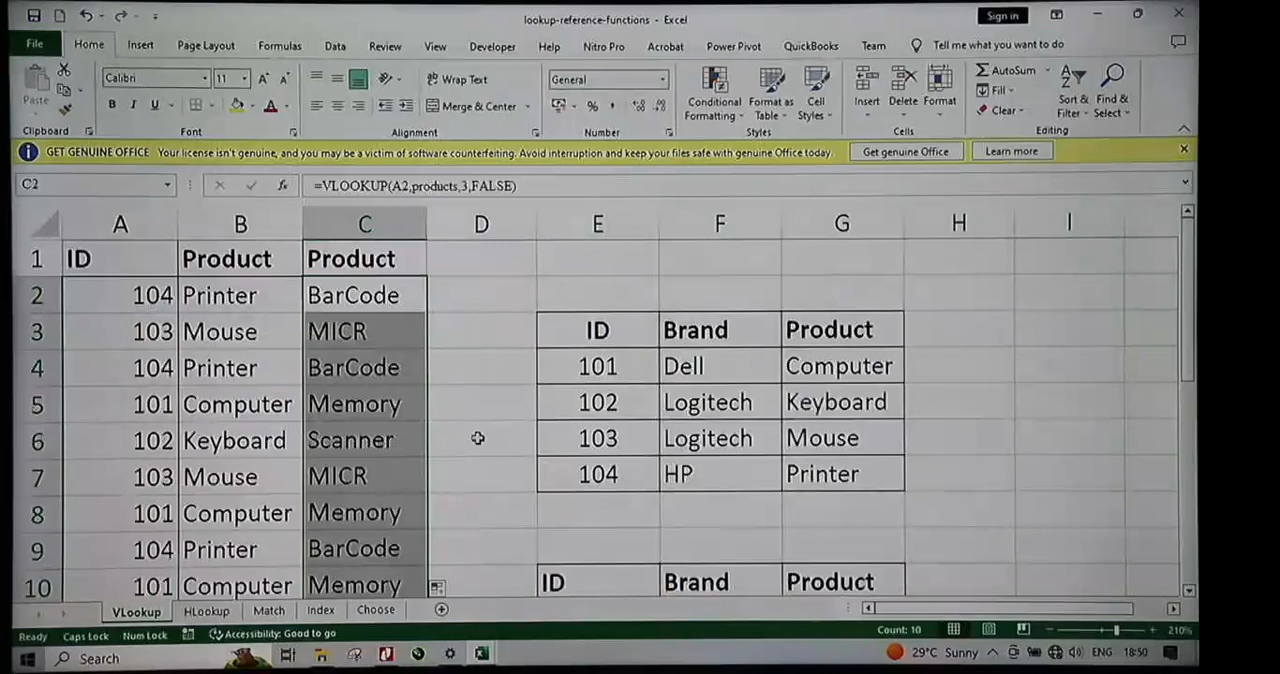 lookup-reference-functions - Excel
Sign in
File Home Insert Page Layout Formulas Data Review View Developer Help Nitro Pro Acrobat Power Pivot QuickBooks Team Tell me what you want to do
Calibri 11 Wrap Text General AutoSum
Paste Fill
B I U Merge & Center % Conditional Formatting Format as Table Cell Styles Insert Delete Format Clear Sort & Filter Find & Select
Clipboard Font Alignment Number Styles Cells Editing
GET GENUINE OFFICE Your license isn't genuine, and you may be a victim of software counterfeiting. Avoid interruption and keep your files safe with genuine Office today. Get genuine Office Learn more
C2 fx =VLOOKUP(A2,products,3,FALSE)
A B C D E F G H I
1 ID Product Product
2 104 Printer BarCode
3 103 Mouse MICR ID Brand Product
4 104 Printer BarCode 101 Dell Computer
5 101 Computer Memory 102 Logitech Keyboard
6 102 Keyboard Scanner 103 Logitech Mouse
7 103 Mouse MICR 104 HP Printer
8 101 Computer Memory
9 104 Printer BarCode
10 101 Computer Memory ID Brand Product
VLookup HLookup Match Index Choose
Ready Caps Lock Num Lock Accessibility: Good to go Count: 10 210%
Search 29°C Sunny ENG 18:50